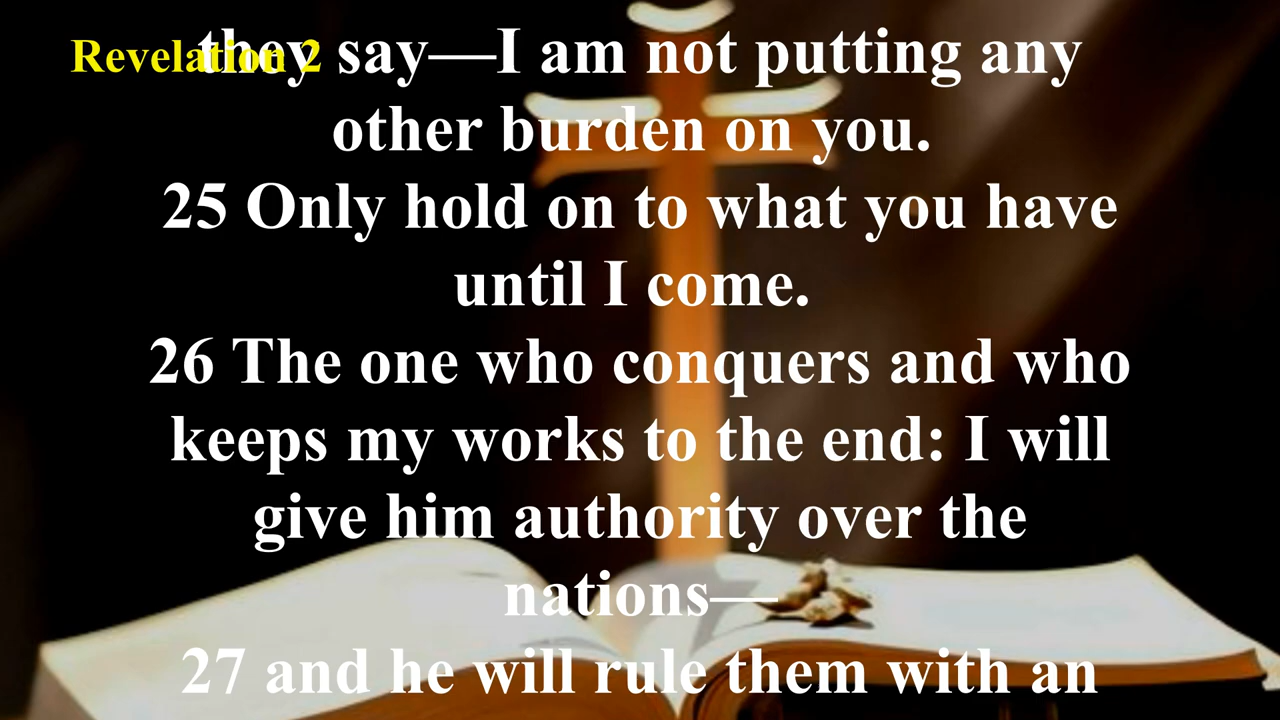 Revelation 2
they say—I am not putting any
other burden on you.
25 Only hold on to what you have
until I come.
26 The one who conquers and who
keeps my works to the end: I will
give him authority over the
nations—
27 and he will rule them with an